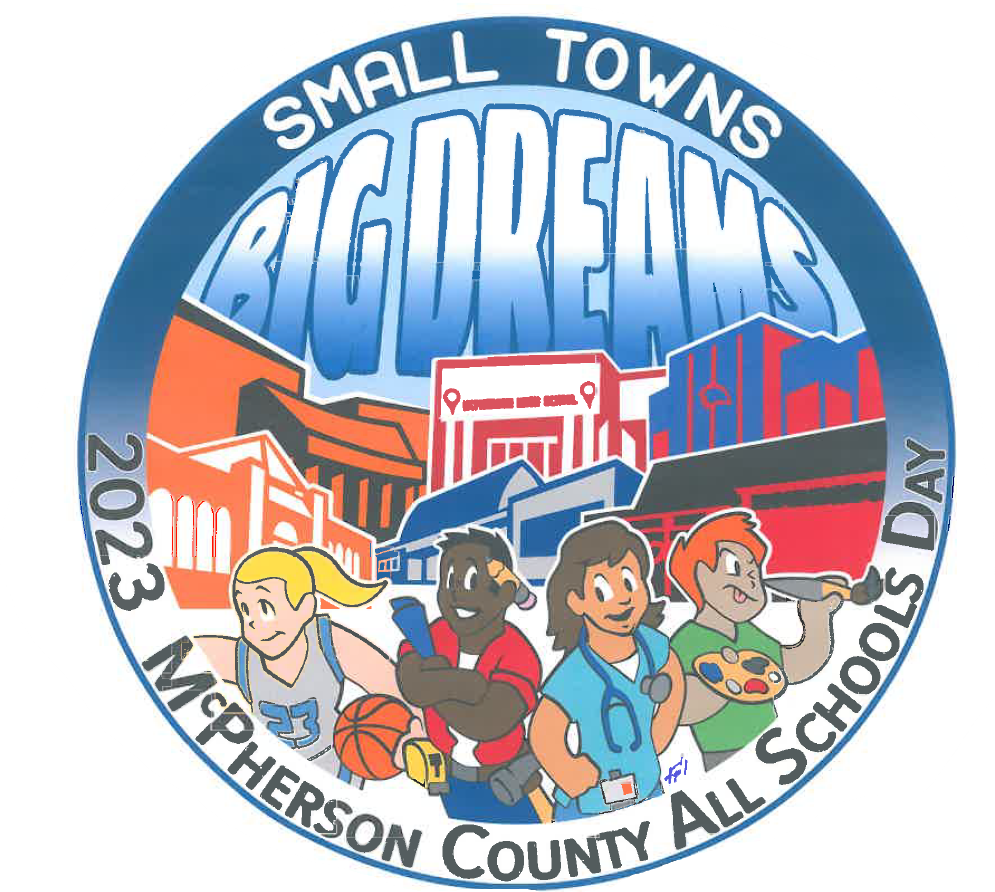 SMALL TOWNS
BIG DREAMS
23
2023
McPHERSON COUNTY ALL SCHOOLS DAY